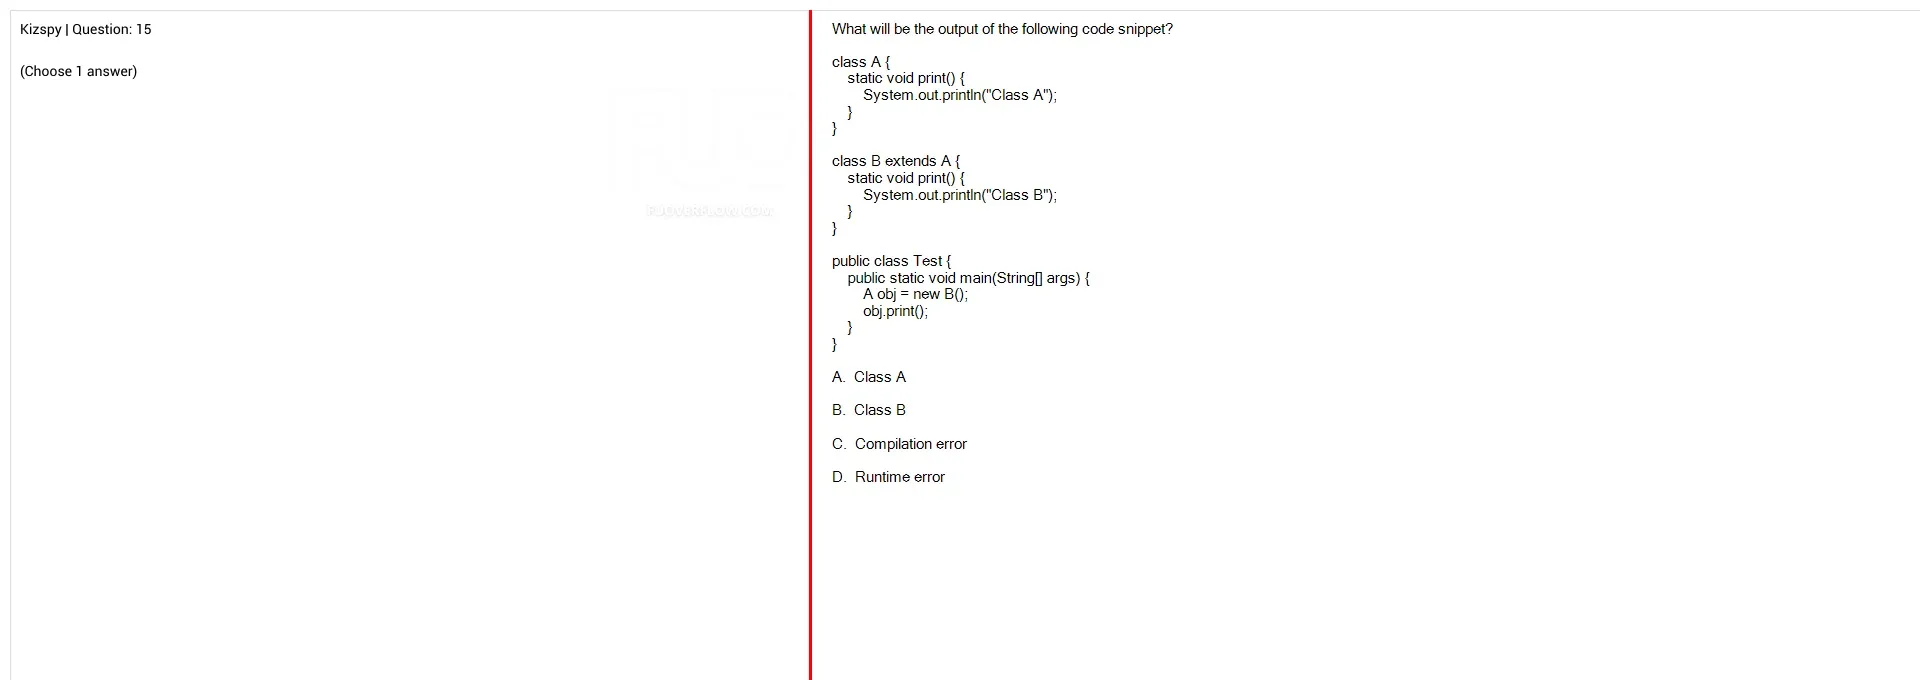 Kizspy | Question: 15
(Choose 1 answer)
FUOVERFLOW.COM
What will be the output of the following code snippet?
class A {
static void print() {
System.out.println("Class A");
}
}
class B extends A {
static void print() {
System.out.println("Class B");
}
}
public class Test {
public static void main(String[] args) {
A obj = new B();
obj.print();
}
}
A. Class A
B. Class B
C. Compilation error
D. Runtime error